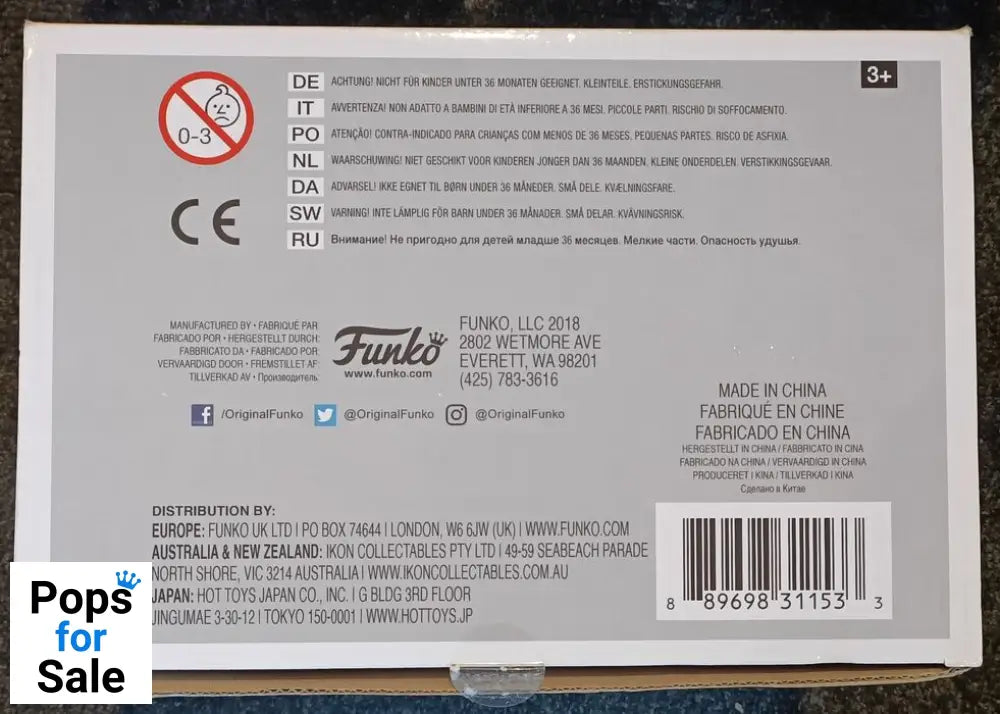 3+
0-3
DE ACHTUNG! NICHT FÜR KINDER UNTER 36 MONATEN GEEIGNET. KLEINTEILE. ERSTICKUNGSGEFAHR.
IT AVVERTENZA! NON ADATTO A BAMBINI DI ETÀ INFERIORE A 36 MESI. PICCOLE PARTI. RISCHIO DI SOFFOCAMENTO.
PO ATENÇÃO! CONTRA-INDICADO PARA CRIANÇAS COM MENOS DE 36 MESES. PEQUENAS PARTES. RISCO DE ASFIXIA.
NL WAARSCHUWING! NIET GESCHIKT VOOR KINDEREN JONGER DAN 36 MAANDEN. KLEINE ONDERDELEN. VERSTIKKINGSGEVAAR.
DA ADVARSEL! IKKE EGNET TIL BØRN UNDER 36 MÅNEDER. SMÅ DELE. KVÆLNINGSFARE.
SW VARNING! INTE LÄMPLIG FÖR BARN UNDER 36 MÅNADER. SMÅ DELAR. KVÄVNINGSRISK.
RU Внимание! Не пригодно для детей младше 36 месяцев. Мелкие части. Опасность удушья.
CE
MANUFACTURED BY • FABRIQUÉ PAR
FABRICADO POR • HERGESTELLT DURCH:
FABBRICATO DA • FABRICADO POR:
VERVAARDIGD DOOR • FREMSTILLET AF:
TILLVERKAD AV • Производитель:
Funko
www.funko.com
FUNKO, LLC 2018
2802 WETMORE AVE
EVERETT, WA 98201
(425) 783-3616
/OriginalFunko @OriginalFunko @OriginalFunko
MADE IN CHINA
FABRIQUÉ EN CHINE
FABRICADO EN CHINA
HERGESTELLT IN CHINA / FABBRICATO IN CINA
FABRICADO NA CHINA / VERVAARDIGD IN CHINA
PRODUCERET I KINA / TILLVERKAD I KINA
Сделано в Китае
DISTRIBUTION BY:
EUROPE: FUNKO UK LTD | PO BOX 74644 | LONDON, W6 6JW (UK) | WWW.FUNKO.COM
AUSTRALIA & NEW ZEALAND: IKON COLLECTABLES PTY LTD | 49-59 SEABEACH PARADE
NORTH SHORE, VIC 3214 AUSTRALIA | WWW.IKONCOLLECTABLES.COM.AU
JAPAN: HOT TOYS JAPAN CO., INC. | G BLDG 3RD FLOOR
JINGUMAE 3-30-12 | TOKYO 150-0001 | WWW.HOTTOYS.JP
8 89698 31153 3
Pops
for
Sale